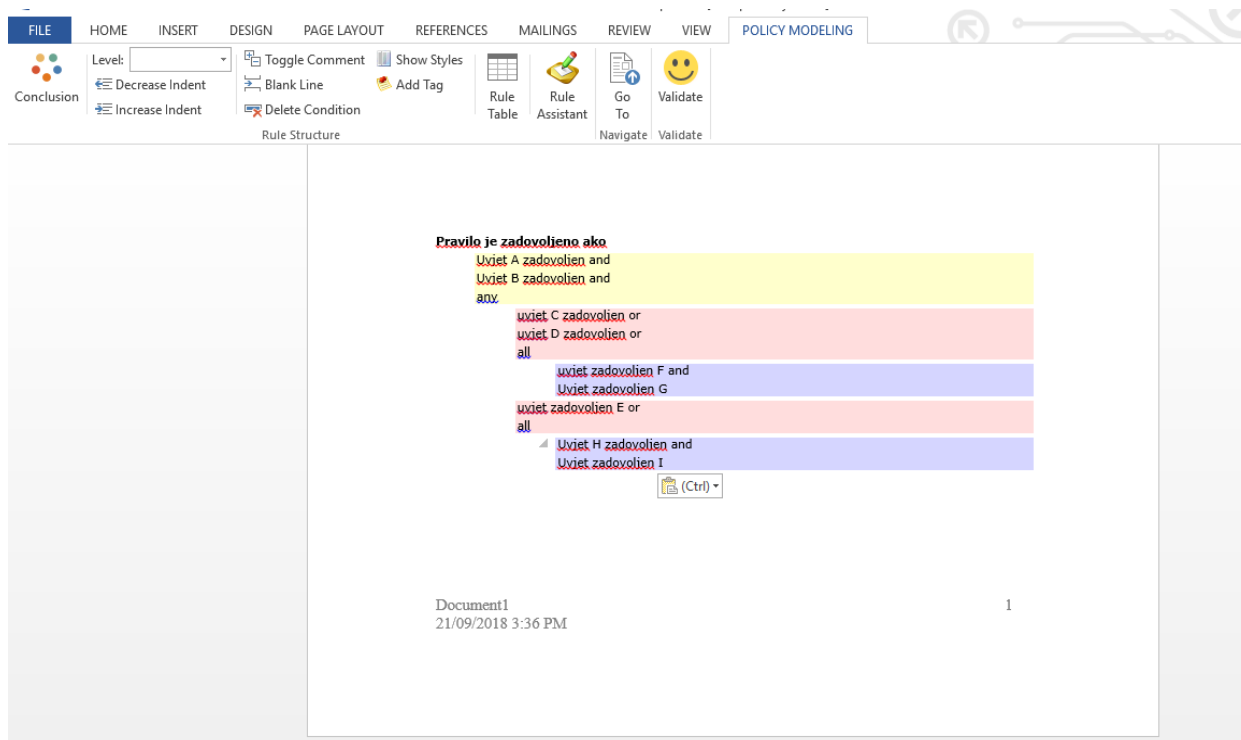 FILE HOME INSERT DESIGN PAGE LAYOUT REFERENCES MAILINGS REVIEW VIEW POLICY MODELING
Conclusion
Level:
Decrease Indent
Increase Indent
Toggle Comment
Blank Line
Delete Condition
Show Styles
Add Tag
Rule Structure
Rule
Table
Rule
Assistant
Go
To
Navigate
Validate
Validate
Pravilo je zadovoljeno ako
Uvjet A zadovoljen and
Uvjet B zadovoljen and
any
uvjet C zadovoljen or
uvjet D zadovoljen or
all
uvjet zadovoljen F and
Uvjet zadovoljen G
uvjet zadovoljen E or
all
Uvjet H zadovoljen and
Uvjet zadovoljen I
(Ctrl)
Document1 1
21/09/2018 3:36 PM